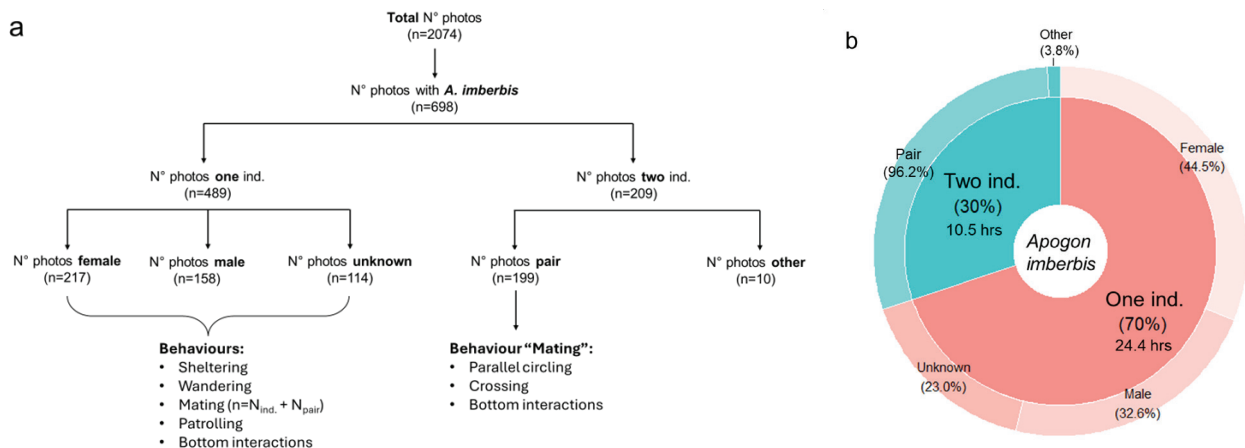 a
Total N° photos
(n=2074)
N° photos with A. imberbis
(n=698)
N° photos one ind.
(n=489)
N° photos two ind.
(n=209)
N° photos female
(n=217)
N° photos male
(n=158)
N° photos unknown
(n=114)
N° photos pair
(n=199)
N° photos other
(n=10)
Behaviours:
• Sheltering
• Wandering
• Mating (n=Nind. + Npair)
• Patrolling
• Bottom interactions
Behaviour “Mating”:
• Parallel circling
• Crossing
• Bottom interactions
b
Other
(3.8%)
Pair
(96.2%)
Female
(44.5%)
Two ind.
(30%)
10.5 hrs
Apogon
imberbis
One ind.
(70%)
24.4 hrs
Unknown
(23.0%)
Male
(32.6%)